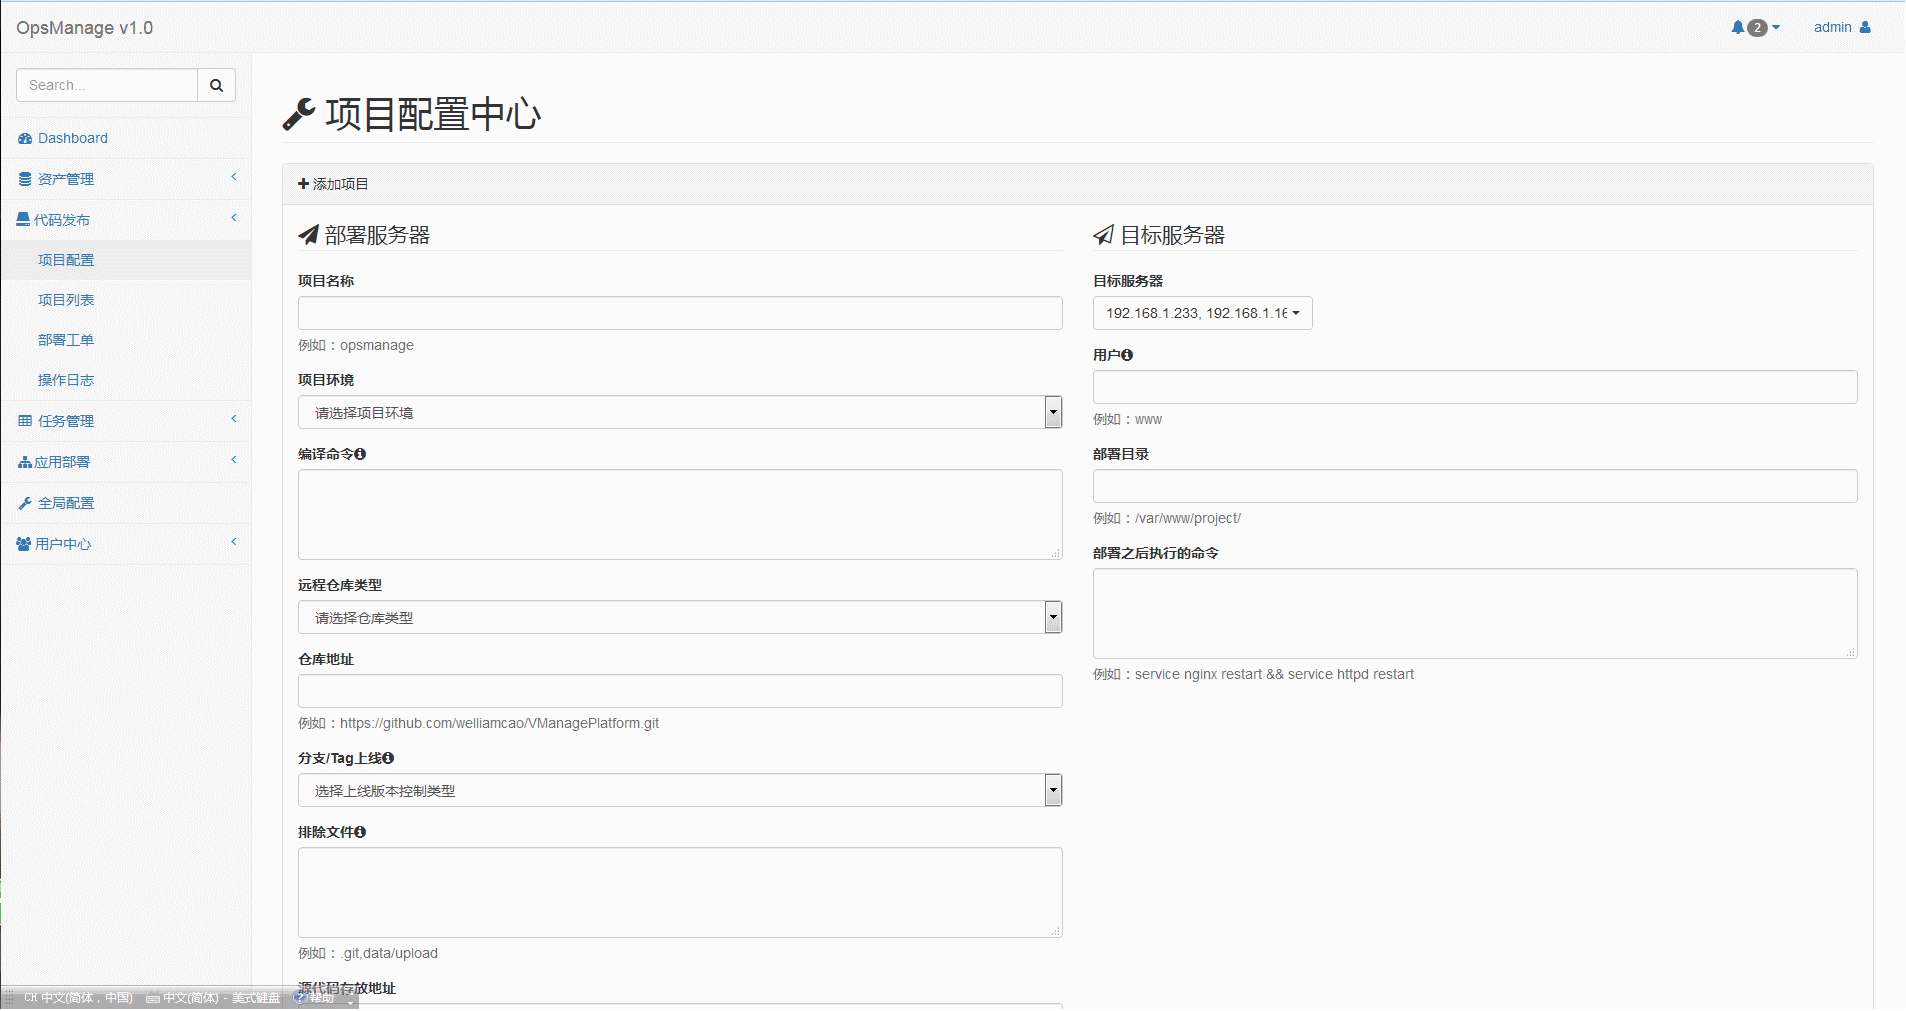 OpsManage v1.0
2
admin
Search...
Dashboard
资产管理
代码发布
项目配置
项目列表
部署工单
操作日志
任务管理
应用部署
全局配置
用户中心
项目配置中心
添加项目
部署服务器
项目名称
例如：opsmanage
项目环境
请选择项目环境
编译命令
远程仓库类型
请选择仓库类型
仓库地址
例如：https://github.com/welliamcao/VManagePlatform.git
分支/Tag上线
选择上线版本控制类型
排除文件
例如：.git,data/upload
源代码存放地址
目标服务器
目标服务器
192.168.1.233, 192.168.1.16
用户
例如：www
部署目录
例如：/var/www/project/
部署之后执行的命令
例如：service nginx restart && service httpd restart
CH 中文(简体，中国) 中文(简体) - 美式键盘 帮助